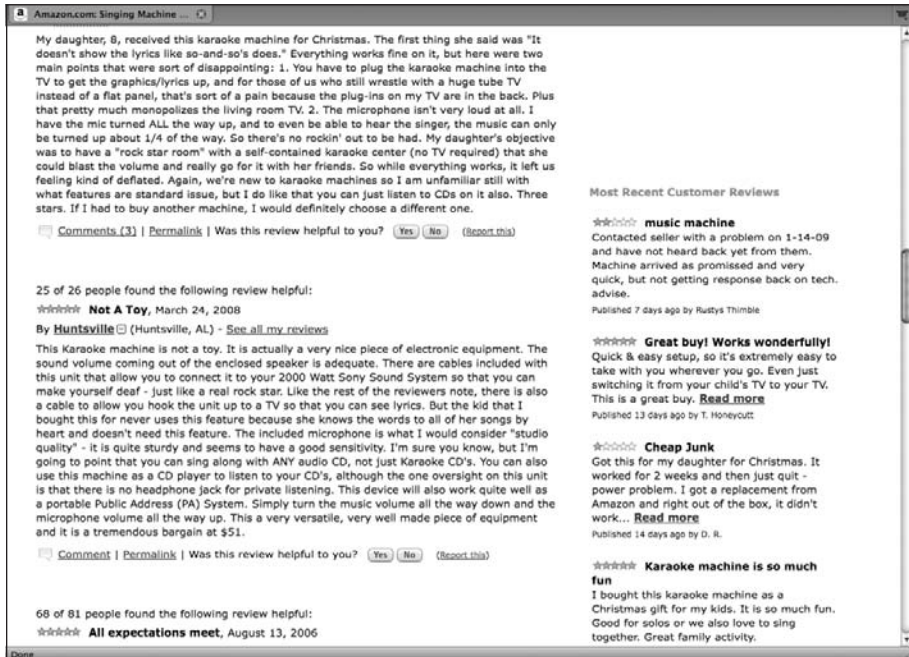 Amazon.com: Singing Machine ...
My daughter, 8, received this karaoke machine for Christmas. The first thing she said was "It
doesn't show the lyrics like so-and-so's does." Everything works fine on it, but here were two
main points that were sort of disappointing: 1. You have to plug the karaoke machine into the
TV to get the graphics/lyrics up, and for those of us who still wrestle with a huge tube TV
instead of a flat panel, that's sort of a pain because the plug-ins on my TV are in the back. Plus
that pretty much monopolizes the living room TV. 2. The microphone isn't very loud at all. I
have the mic turned ALL the way up, and to even be able to hear the singer, the music can only
be turned up about 1/4 of the way. So there's no rockin' out to be had. My daughter's objective
was to have a "rock star room" with a self-contained karaoke center (no TV required) that she
could blast the volume and really go for it with her friends. So while everything works, it left us
feeling kind of deflated. Again, we're new to karaoke machines so I am unfamiliar still with
what features are standard issue, but I do like that you can just listen to CDs on it also. Three
stars. If I had to buy another machine, I would definitely choose a different one.
Comments (3) | Permalink | Was this review helpful to you? Yes No (Report this)
25 of 26 people found the following review helpful:
Not A Toy, March 24, 2008
By Huntsville (Huntsville, AL) - See all my reviews
This Karaoke machine is not a toy. It is actually a very nice piece of electronic equipment. The
sound volume coming out of the enclosed speaker is adequate. There are cables included with
this unit that allow you to connect it to your 2000 Watt Sony Sound System so that you can
make yourself deaf - just like a real rock star. Like the rest of the reviewers note, there is also
a cable to allow you hook the unit up to a TV so that you can see lyrics. But the kid that I
bought this for never uses this feature because she knows the words to all of her songs by
heart and doesn't need this feature. The included microphone is what I would consider "studio
quality" - it is quite sturdy and seems to have a good sensitivity. I'm sure you know, but I'm
going to point that you can sing along with ANY audio CD, not just Karaoke CD's. You can also
use this machine as a CD player to listen to your CD's, although the one oversight on this unit
is that there is no headphone jack for private listening. This device will also work quite well as
a portable Public Address (PA) System. Simply turn the music volume all the way down and the
microphone volume all the way up. This a very versatile, very well made piece of equipment
and it is a tremendous bargain at $51.
Comment | Permalink | Was this review helpful to you? Yes No (Report this)
68 of 81 people found the following review helpful:
All expectations meet, August 13, 2006
Most Recent Customer Reviews
music machine
Contacted seller with a problem on 1-14-09
and have not heard back yet from them.
Machine arrived as promissed and very
quick, but not getting response back on tech.
advise.
Published 7 days ago by Rustys Thimble
Great buy! Works wonderfully!
Quick & easy setup, so it's extremely easy to
take with you wherever you go. Even just
switching it from your child's TV to your TV.
This is a great buy. Read more
Published 13 days ago by T. Honeycutt
Cheap Junk
Got this for my daughter for Christmas. It
worked for 2 weeks and then just quit -
power problem. I got a replacement from
Amazon and right out of the box, it didn't
work... Read more
Published 14 days ago by D. R.
Karaoke machine is so much
fun
I bought this karaoke machine as a
Christmas gift for my kids. It is so much fun.
Good for solos or we also love to sing
together. Great family activity.
Done